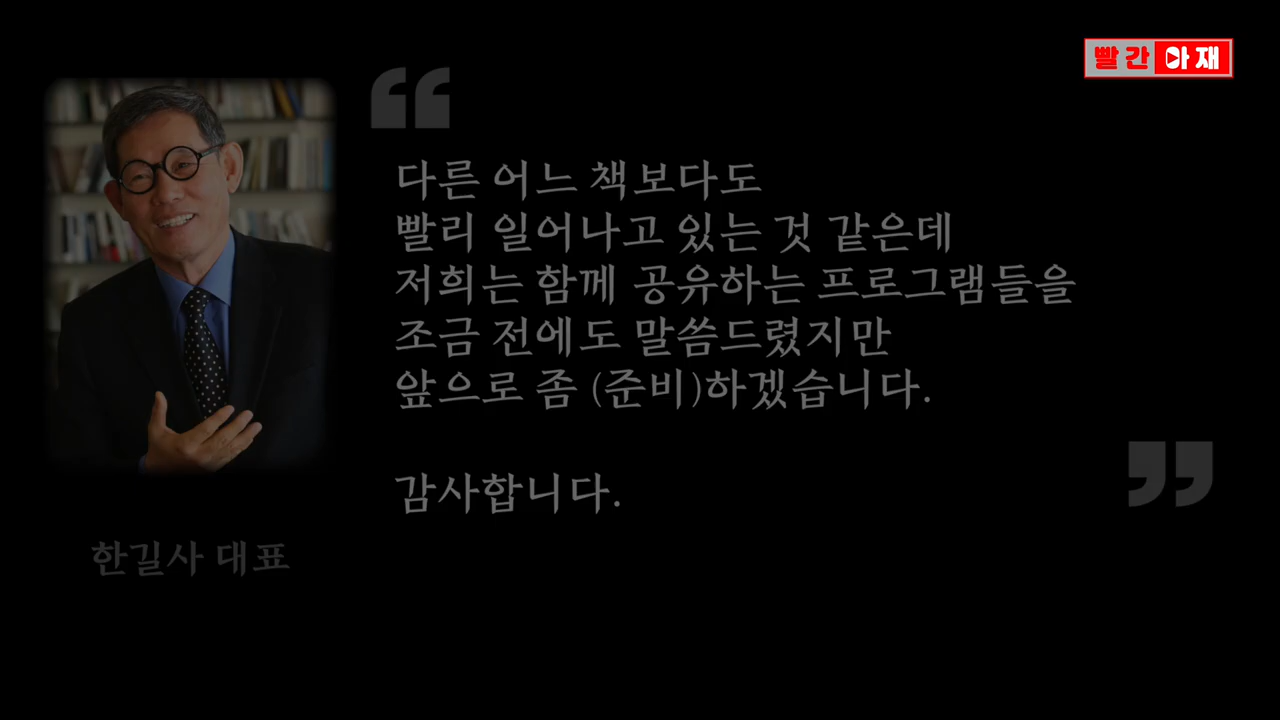 빨간아재
“
다른 어느 책보다도
빨리 일어나고 있는 것 같은데
저희는 함께 공유하는 프로그램들을
조금 전에도 말씀드렸지만
앞으로 좀 (준비)하겠습니다.
감사합니다.
”
한길사 대표